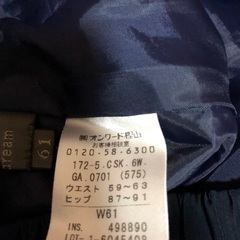 ㈱オンワード樫山
お客様相談室
0120-58-6300
172-5.CSK.6W.
GA.0701 (575)
ウエスト 59~63
ヒップ 87~91
W61
INS. 498890
61